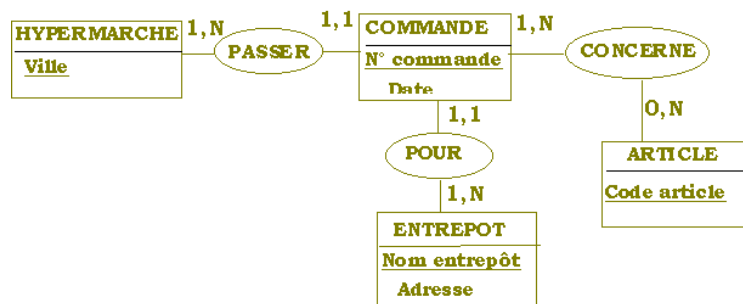 HYPERMARCHE
1,N
PASSER
1,1
COMMANDE
1,N
CONCERNE
Ville
N° commande
Date
1,1
0,N
POUR
ARTICLE
Code article
1,N
ENTREPOT
Nom entrepôt
Adresse